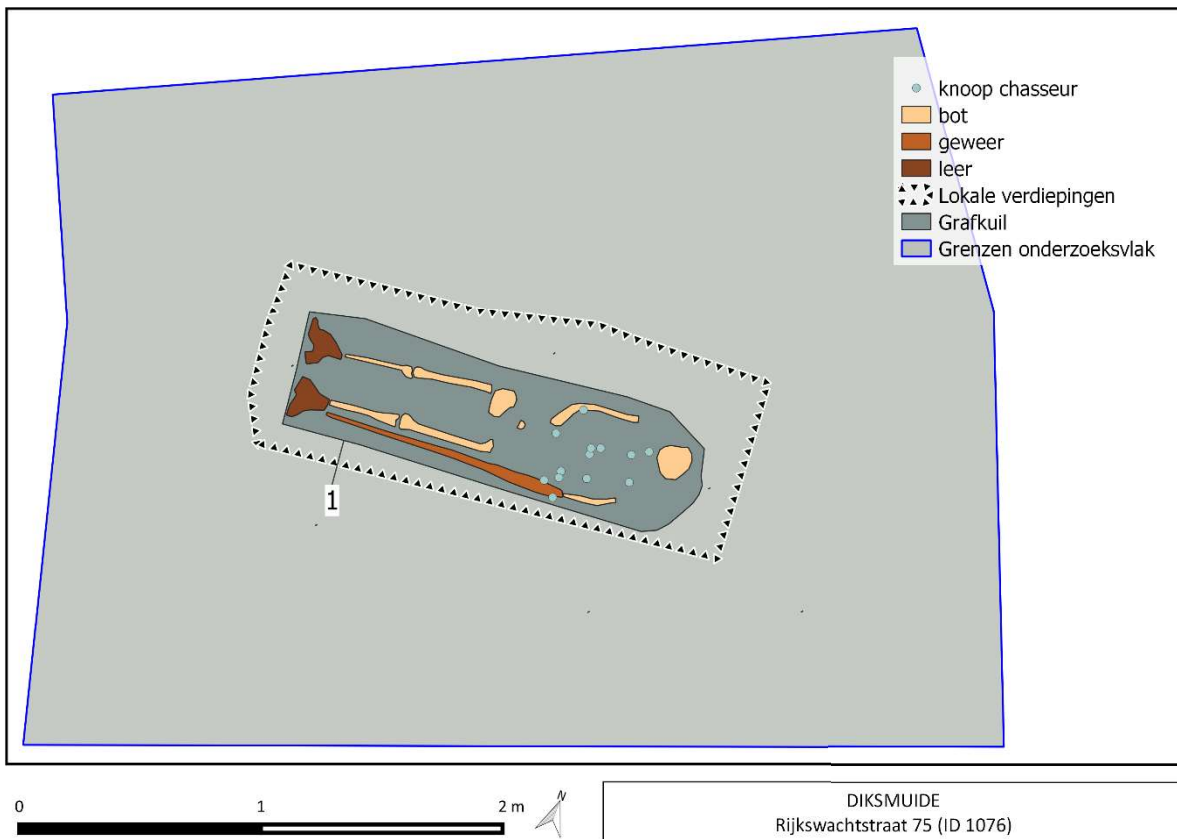 knoop chasseur
bot
geweer
leer
Lokale verdiepingen
Grafkuil
Grenzen onderzoeksvlak
1
0 1 2 m
N
DIKSMUIDE
Rijkswachtstraat 75 (ID 1076)